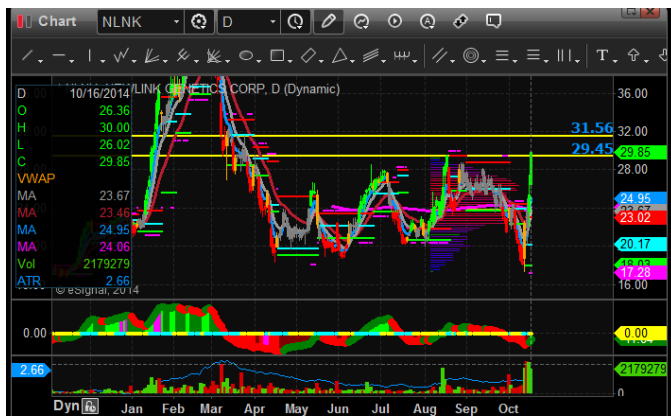 Chart NLNK D
T
NEWLINK GENETICS CORP, D (Dynamic)
D 10/16/2014
O 26.36
H 30.00
L 26.02
C 29.85
VWAP
MA 23.67
MA 23.46
MA 24.95
MA 24.06
Vol 2179279
ATR 2.66
36.00
31.56
32.00
29.45
29.85
28.00
24.95
23.02
20.17
17.28
16.00
© eSignal, 2014
0.00
0.00
2.66
2179279
0
Dyn Jan Feb Mar Apr May Jun Jul Aug Sep Oct